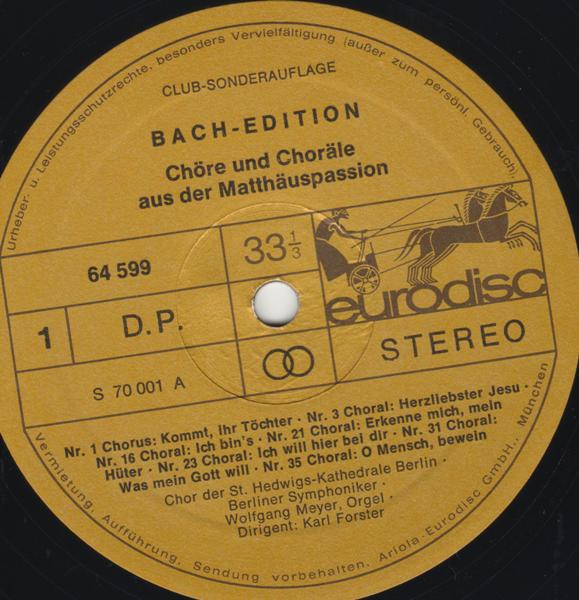 Urheber- u. Leistungsschutzrechte, besonders Vervielfältigung (außer zum persönl. Gebrauch),
CLUB-SONDERAUFLAGE
BACH-EDITION
Chöre und Choräle
aus der Matthäuspassion
64 599
33 1/3
eurodisc
1
D.P.
STEREO
S 70 001 A
Nr. 1 Chorus: Kommt, ihr Töchter · Nr. 3 Choral: Herzliebster Jesu ·
Nr. 16 Choral: Ich bin's · Nr. 21 Choral: Erkenne mich, mein
Hüter · Nr. 23 Choral: Ich will hier bei dir · Nr. 31 Choral:
Was mein Gott will · Nr. 35 Choral: O Mensch, bewein
Chor der St. Hedwigs-Kathedrale Berlin ·
Berliner Symphoniker ·
Wolfgang Meyer, Orgel ·
Dirigent: Karl Forster
Vermietung, Aufführung, Sendung vorbehalten. Ariola-Eurodisc GmbH., München